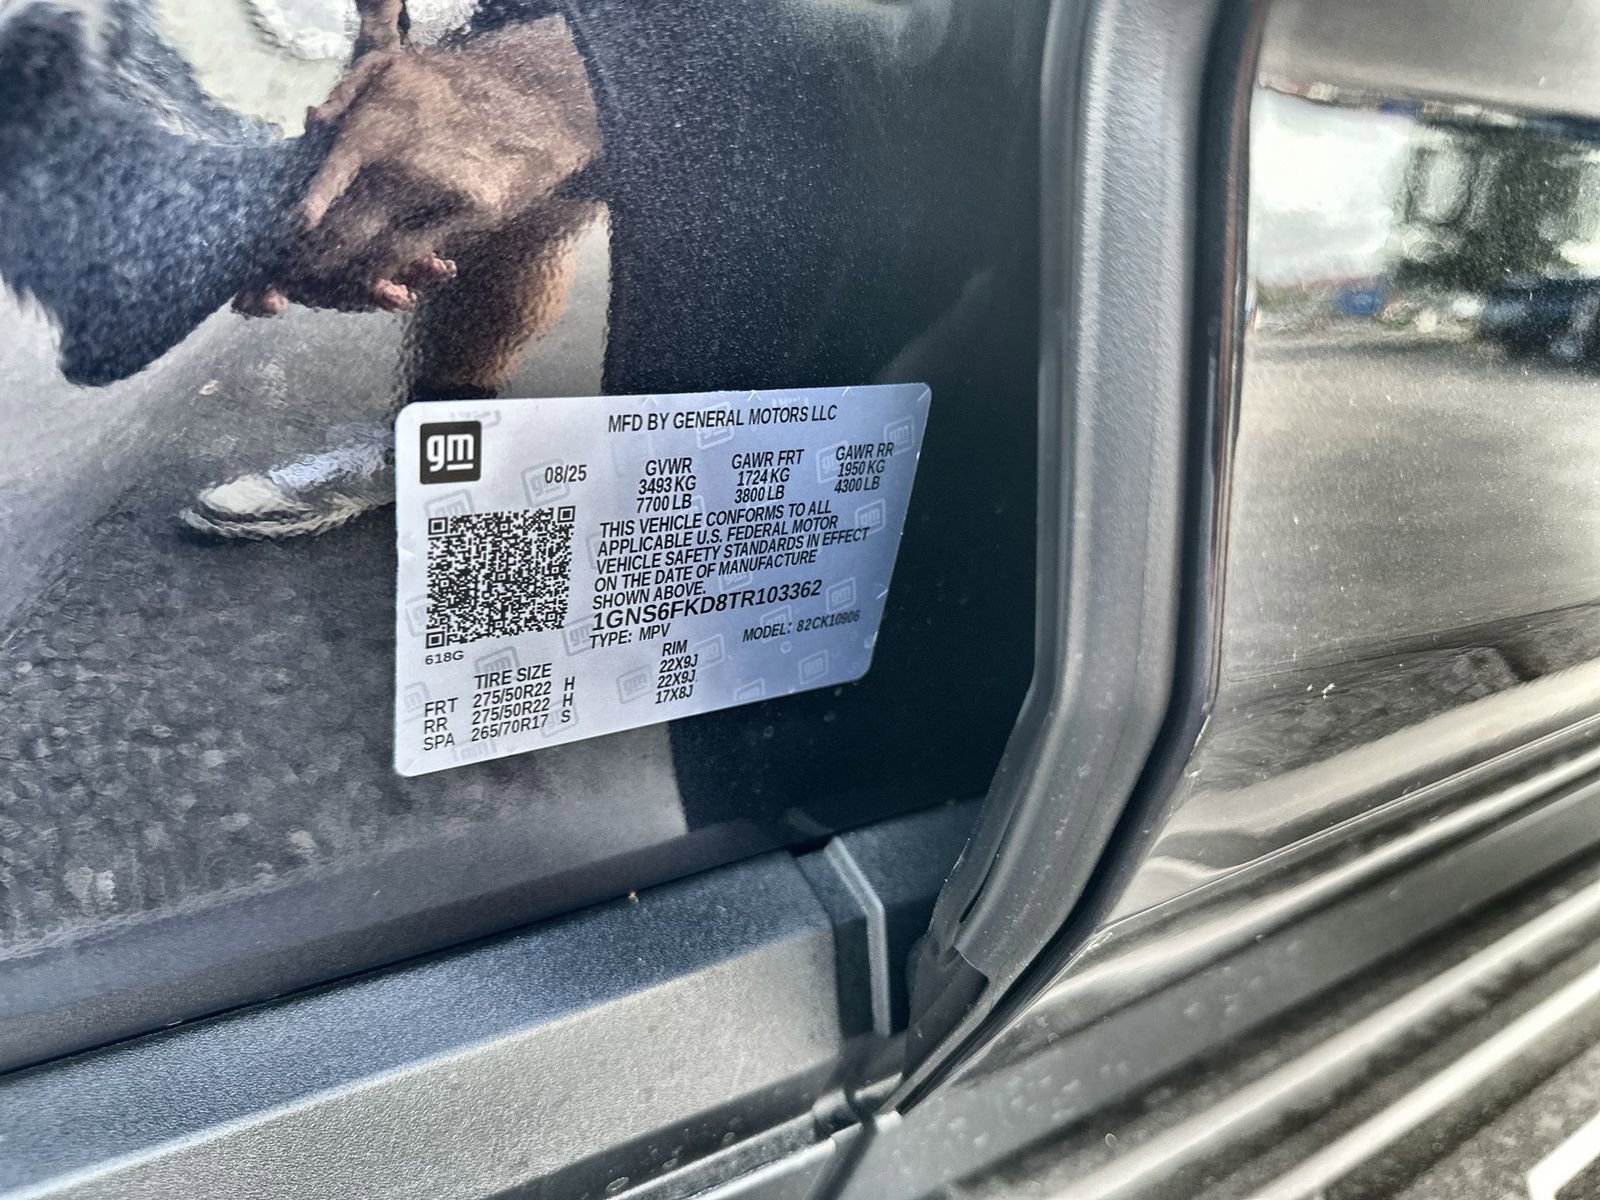 MFD BY GENERAL MOTORS LLC
gm
08/25
GVWR GAWR FRT GAWR RR
3493 KG 1724 KG 1950 KG
7700 LB 3800 LB 4300 LB
THIS VEHICLE CONFORMS TO ALL
APPLICABLE U.S. FEDERAL MOTOR
VEHICLE SAFETY STANDARDS IN EFFECT
ON THE DATE OF MANUFACTURE
SHOWN ABOVE.
1GNS6FKD8TR103362
TYPE: MPV MODEL: 82CK10906
618G
TIRE SIZE RIM
FRT 275/50R22 H 22X9J
RR 275/50R22 H 22X9J
SPA 265/70R17 S 17X8J